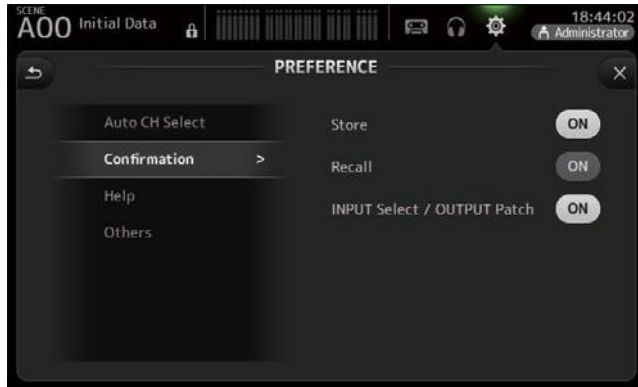 SCENE
A00 Initial Data
18:44:02
Administrator
PREFERENCE
Auto CH Select
Confirmation >
Help
Others
Store ON
Recall ON
INPUT Select / OUTPUT Patch ON